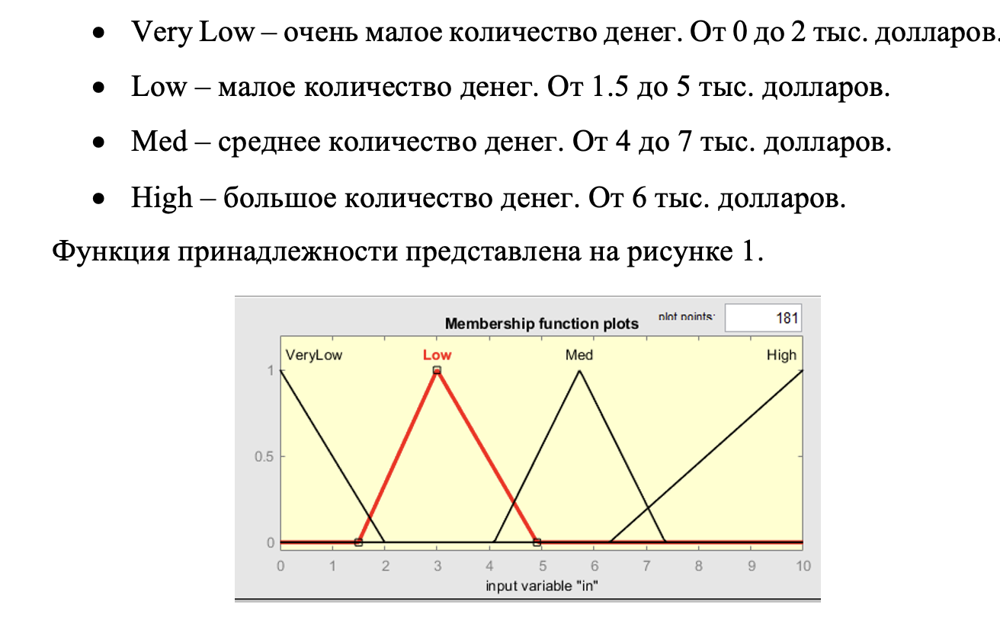 • Very Low – очень малое количество денег. От 0 до 2 тыс. долларов.
• Low – малое количество денег. От 1.5 до 5 тыс. долларов.
• Med – среднее количество денег. От 4 до 7 тыс. долларов.
• High – большое количество денег. От 6 тыс. долларов.
Функция принадлежности представлена на рисунке 1.
Membership function plots plot points: 181
VeryLow Low Med High
1
0.5
0
0 1 2 3 4 5 6 7 8 9 10
input variable "in"